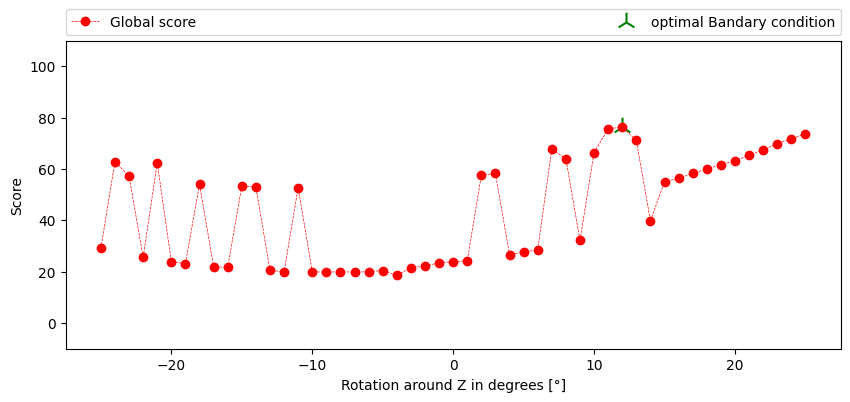 Global score
optimal Bandary condition
100
80
60
40
20
0
Score
−20
−10
0
10
20
Rotation around Z in degrees [°]